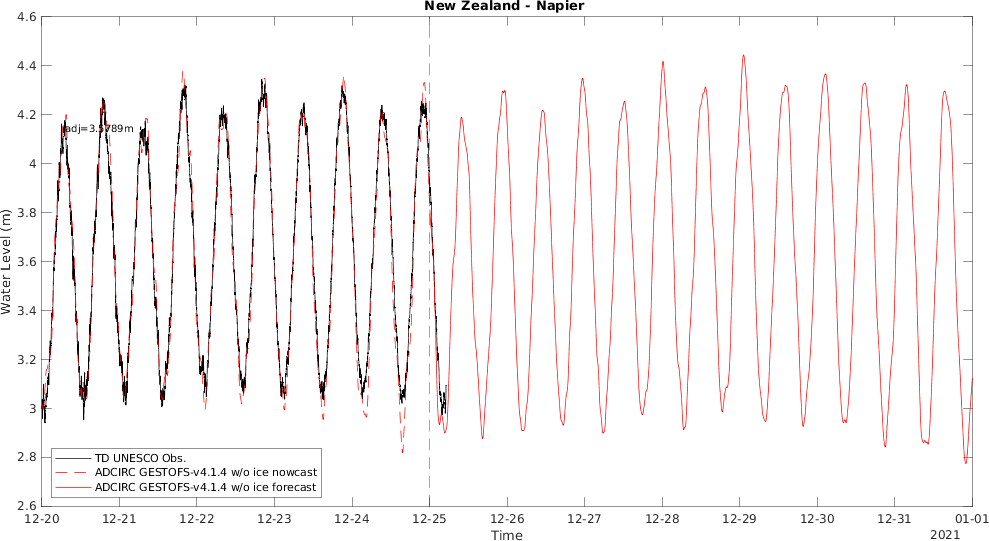 New Zealand - Napier
4.6
4.4
4.2
4
3.8
3.6
3.4
3.2
3
2.8
2.6
Water Level (m)
adj=3.5789m
TD UNESCO Obs.
ADCIRC GESTOFS-v4.1.4 w/o ice nowcast
ADCIRC GESTOFS-v4.1.4 w/o ice forecast
12-20 12-21 12-22 12-23 12-24 12-25 12-26 12-27 12-28 12-29 12-30 12-31 01-01
Time
2021